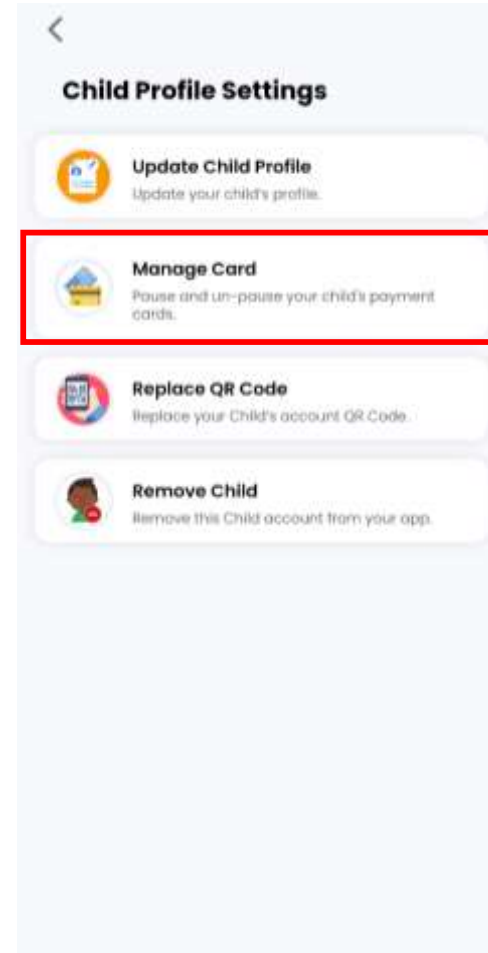 Child Profile Settings
Update Child Profile
Update your child's profile.
Manage Card
Pause and un-pause your child's payment
cards.
Replace QR Code
Replace your Child's account QR Code.
Remove Child
Remove this Child account from your app.